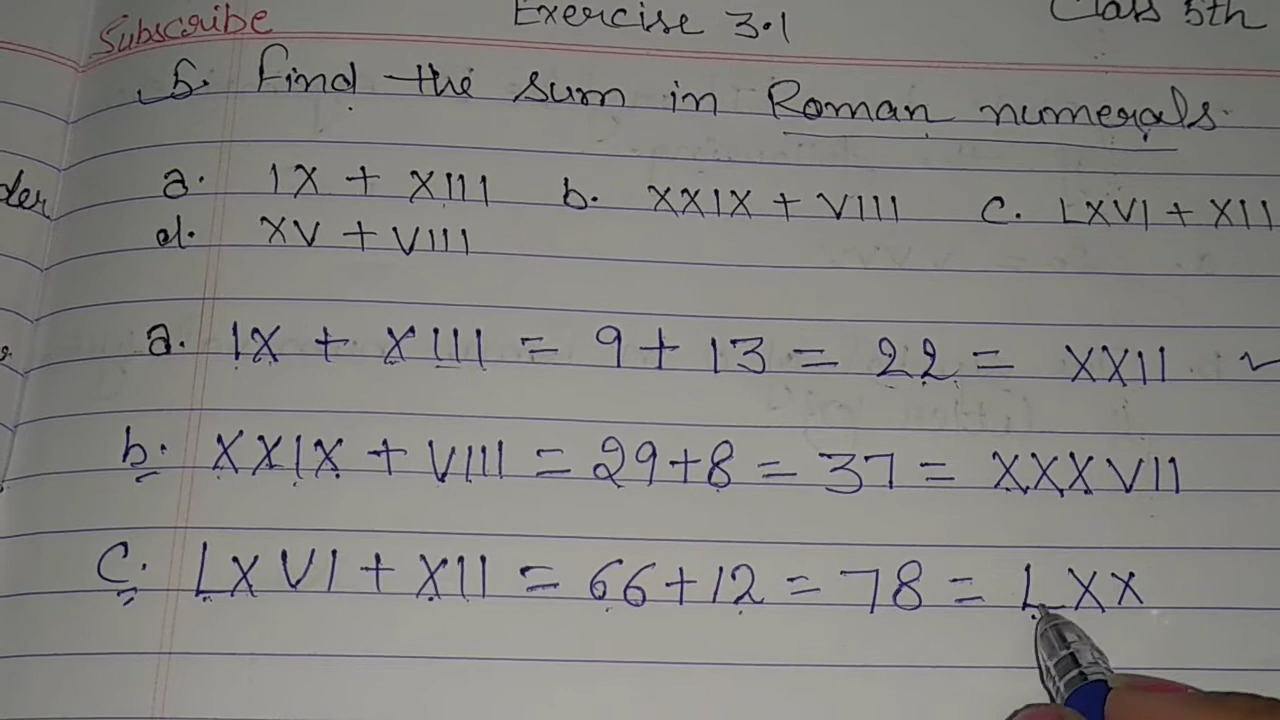 Subscribe Exercise 3.1 Class 5th
5. Find the sum in Roman numerals.
a. IX + XIII b. XXIX + VIII c. LXVI + XII
d. XV + VIII
a. IX + XIII = 9 + 13 = 22 = XXII
b. XXIX + VIII = 29 + 8 = 37 = XXXVII
C. LXVI + XII = 66 + 12 = 78 = LXX